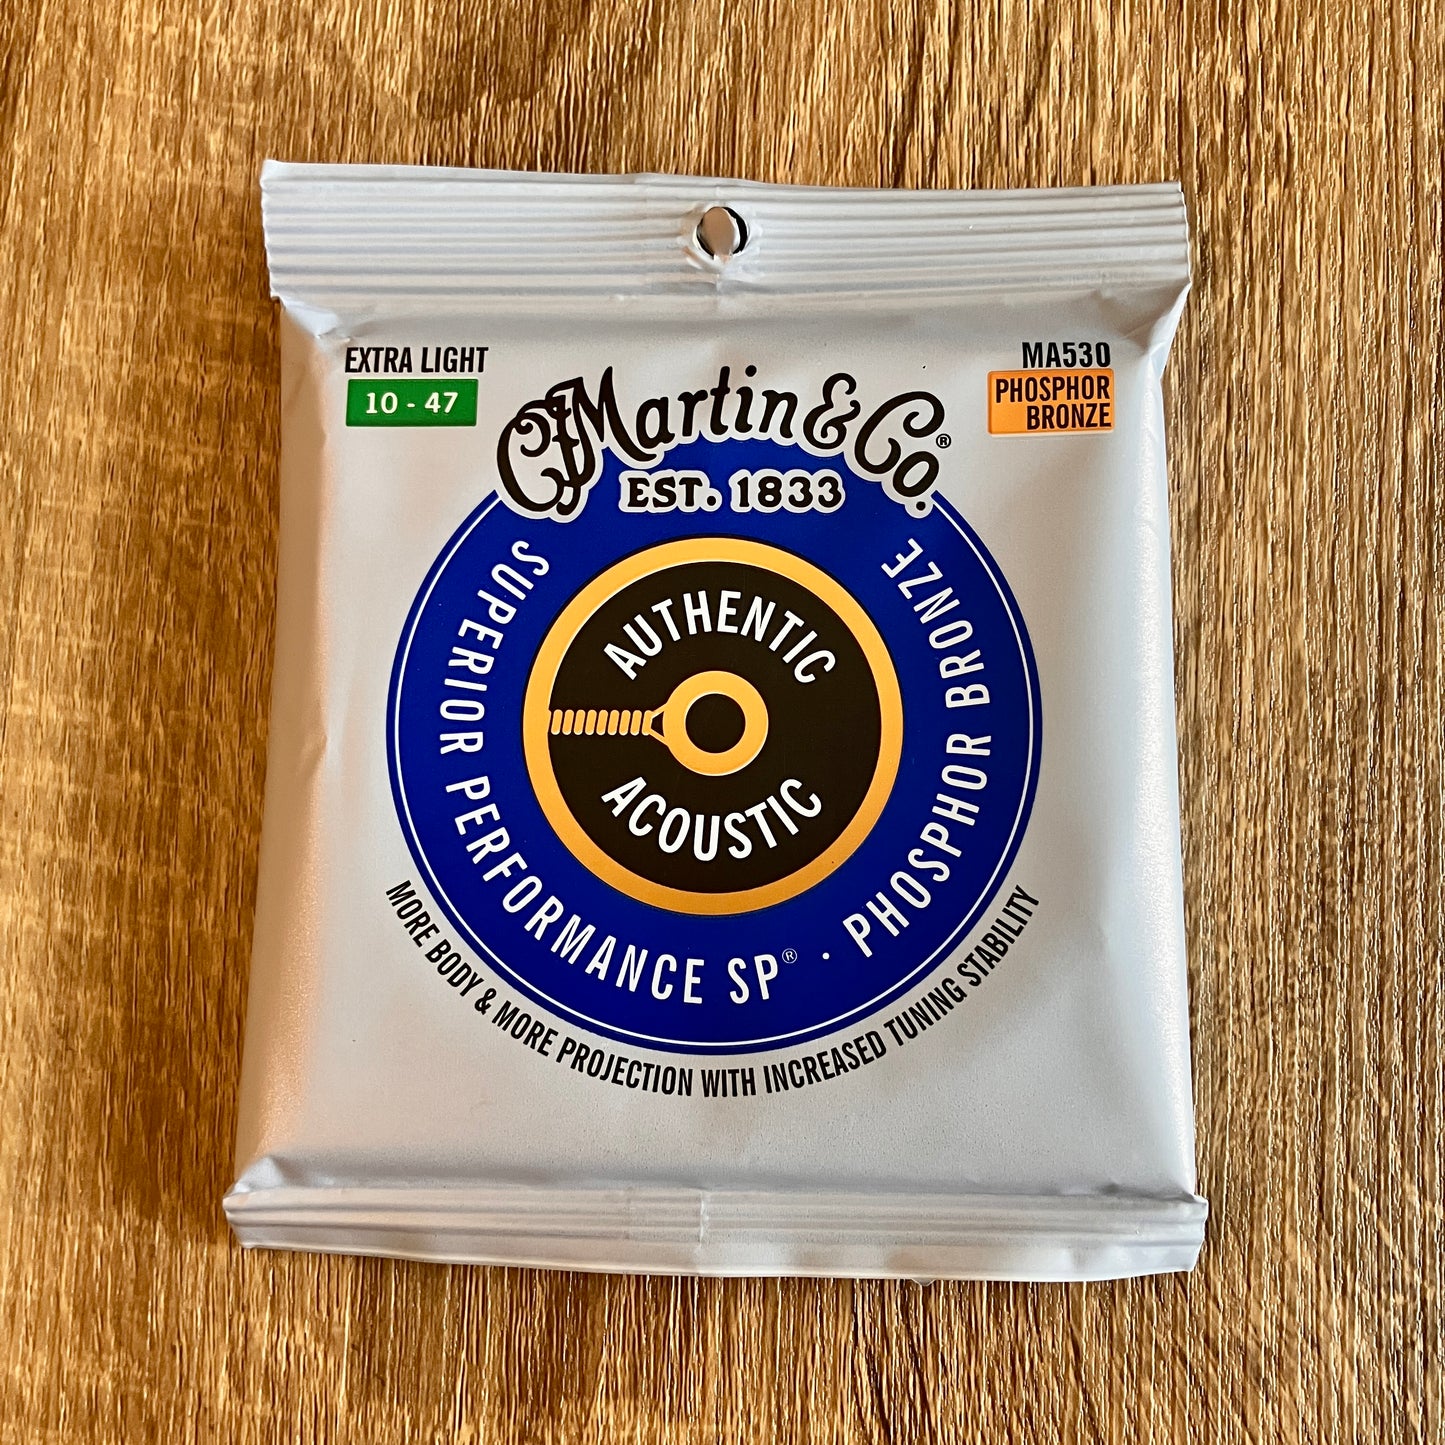 EXTRA LIGHT
10 - 47
MA530
PHOSPHOR
BRONZE
CF Martin & Co.®
EST. 1833
AUTHENTIC
ACOUSTIC
SUPERIOR PERFORMANCE SP® · PHOSPHOR BRONZE
MORE BODY & MORE PROJECTION WITH INCREASED TUNING STABILITY